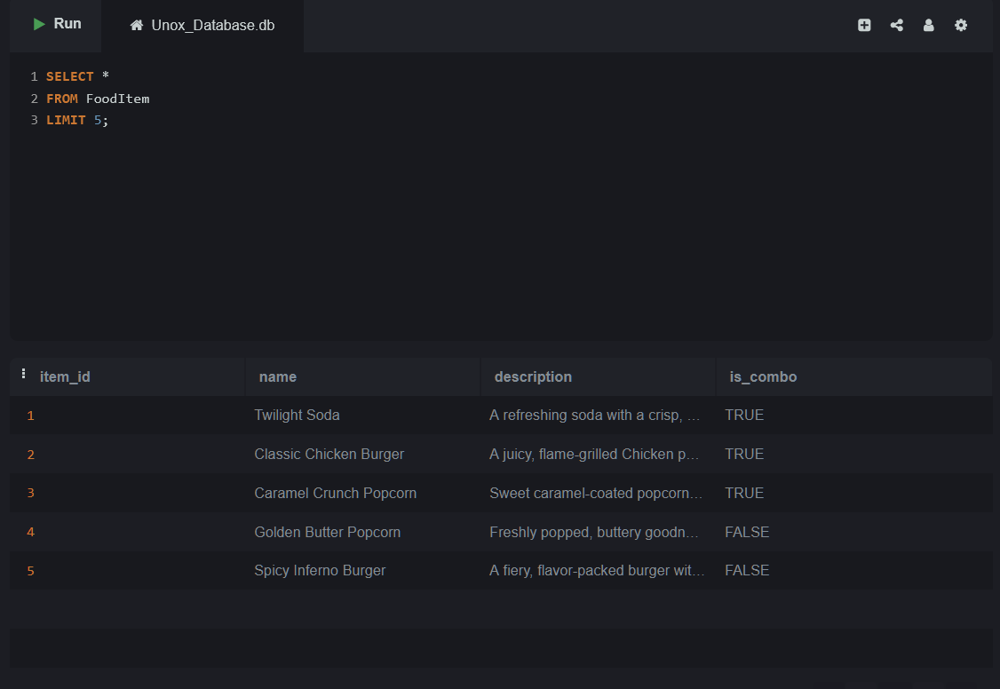 Run
Unox_Database.db
1 SELECT *
2 FROM FoodItem
3 LIMIT 5;
item_id name description is_combo
1 Twilight Soda A refreshing soda with a crisp, ... TRUE
2 Classic Chicken Burger A juicy, flame-grilled Chicken p... TRUE
3 Caramel Crunch Popcorn Sweet caramel-coated popcorn... TRUE
4 Golden Butter Popcorn Freshly popped, buttery goodn... FALSE
5 Spicy Inferno Burger A fiery, flavor-packed burger wit... FALSE